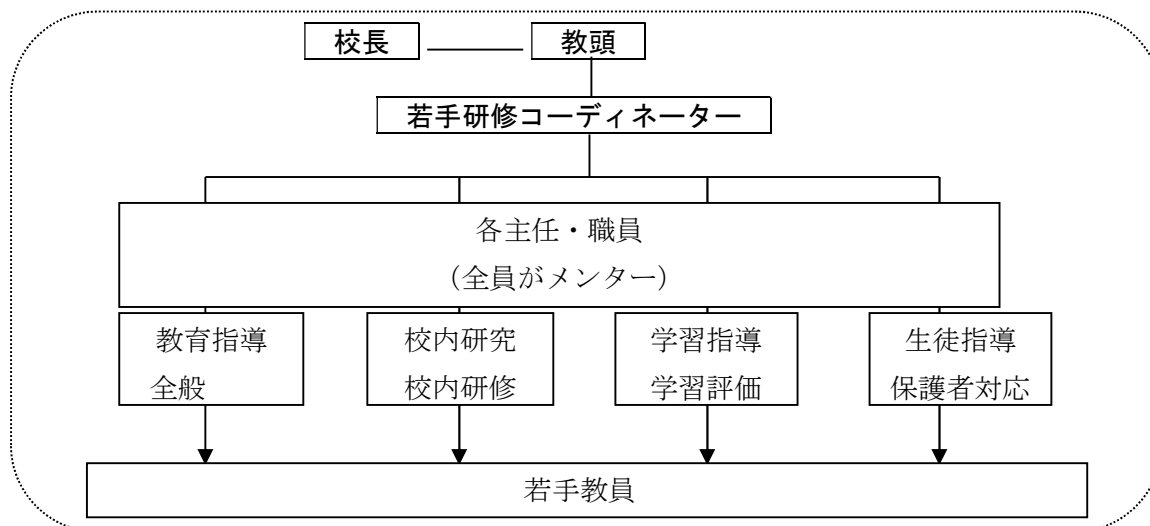 校長
教頭
若手研修コーディネーター
各主任・職員
（全員がメンター）
教育指導
全般
校内研究
校内研修
学習指導
学習評価
生徒指導
保護者対応
若手教員